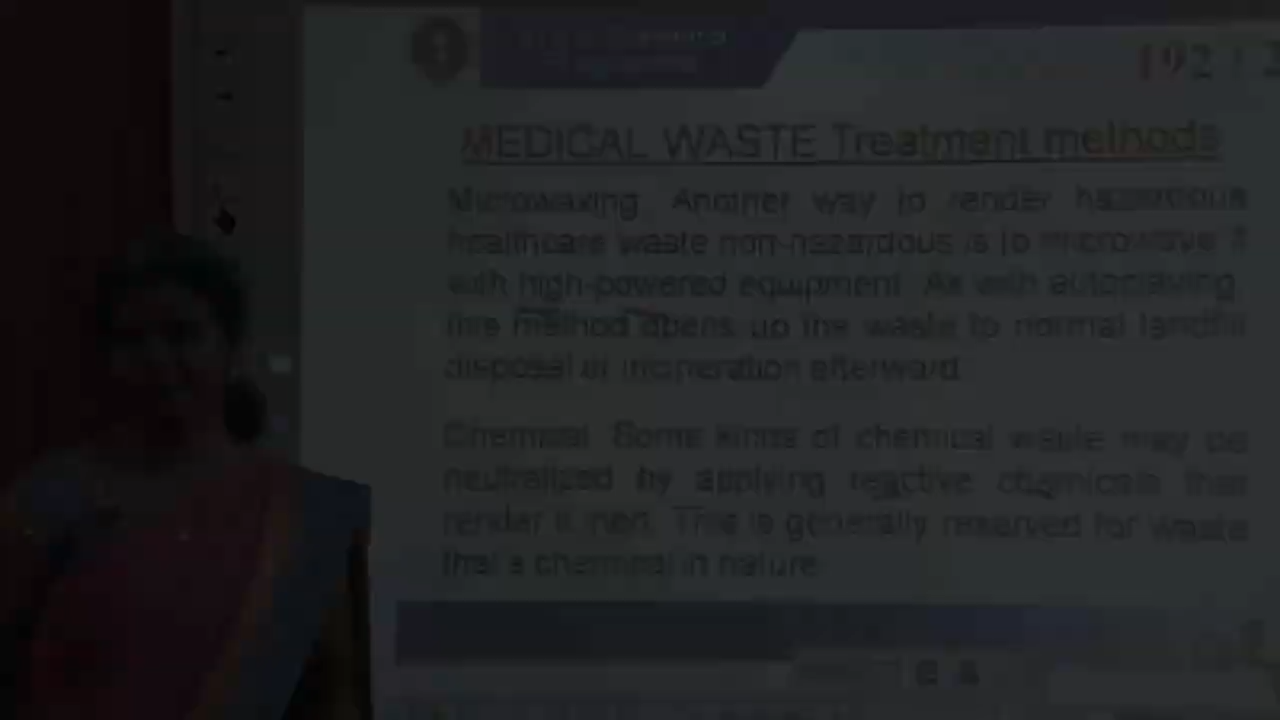 192
MEDICAL WASTE Treatment methods
Microwaving. Another way to render hazardous
healthcare waste non-hazardous is to microwave it
with high-powered equipment. As with autoclaving,
this method opens up the waste to normal landfill
disposal or incineration afterward.
Chemical. Some kinds of chemical waste may be
neutralized by applying reactive chemicals that
render it inert. This is generally reserved for waste
that's chemical in nature.